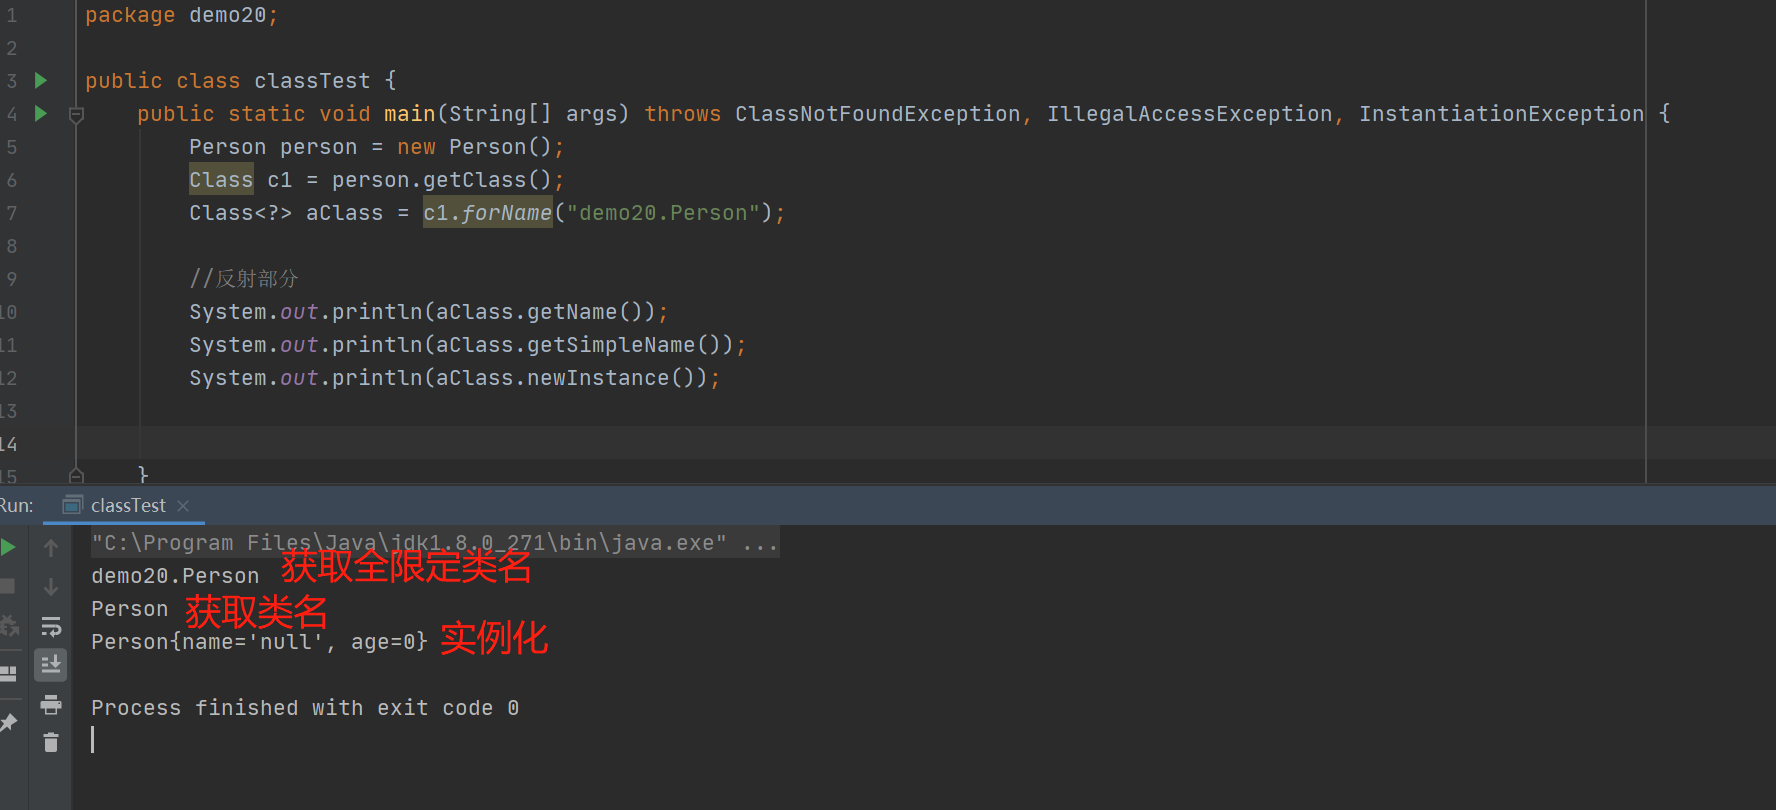 1 package demo20;
2
3 public class classTest {
4 public static void main(String[] args) throws ClassNotFoundException, IllegalAccessException, InstantiationException {
5 Person person = new Person();
6 Class c1 = person.getClass();
7 Class<?> aClass = c1.forName("demo20.Person");
8
9 //反射部分
10 System.out.println(aClass.getName());
11 System.out.println(aClass.getSimpleName());
12 System.out.println(aClass.newInstance());
13
14
15 }
Run: classTest
"C:\Program Files\Java\jdk1.8.0_271\bin\java.exe" ...
demo20.Person 获取全限定类名
Person 获取类名
Person{name='null', age=0} 实例化
Process finished with exit code 0